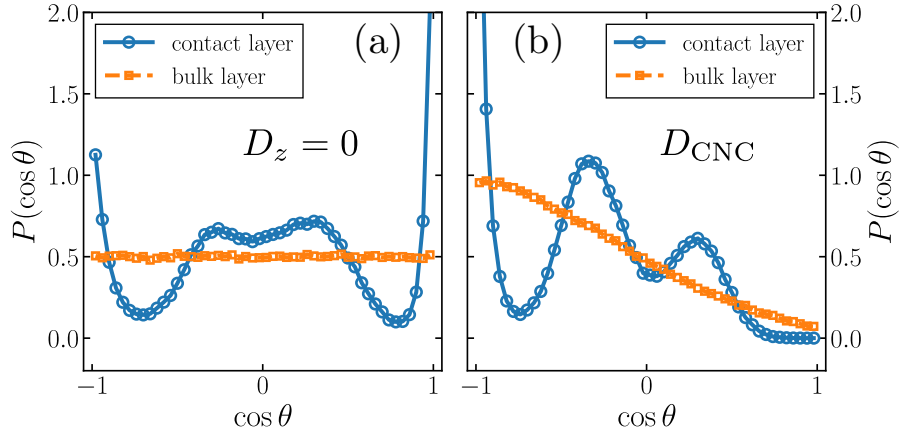 2.0
1.5
1.0
0.5
0.0
P(cos θ)
contact layer
bulk layer
(a)
D_z = 0
−1
0
1
cos θ
(b)
contact layer
bulk layer
D_CNC
2.0
1.5
1.0
0.5
0.0
P(cos θ)
−1
0
1
cos θ